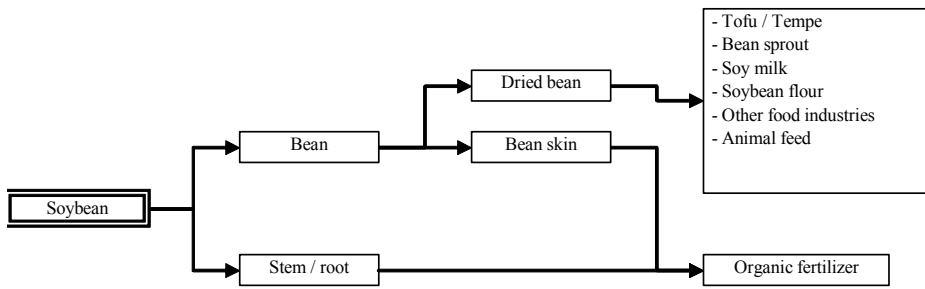 - Tofu / Tempe
- Bean sprout
- Soy milk
- Soybean flour
- Other food industries
- Animal feed
Dried bean
Bean
Bean skin
Soybean
Stem / root
Organic fertilizer